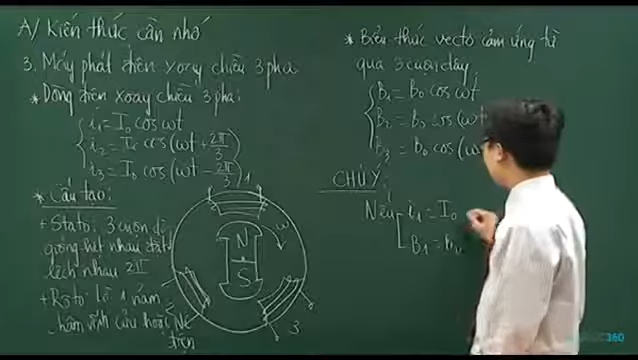 A/ Kiến thức cần nhớ
3. Máy phát điện xoay chiều 3 pha
* Dòng điện xoay chiều 3 pha:
i₁ = I₀ cos ωt
i₂ = I₀ cos (ωt + 2π/3)
i₃ = I₀ cos (ωt - 2π/3)
* Cấu tạo:
+ Stato: 3 cuộn dây
giống hệt nhau đặt
lệch nhau 2π
+ Rôto là 1 nam
châm vĩnh cửu hoặc
điện
1
N
S
ω
3
* Biểu thức vectơ cảm ứng từ
qua 3 cuộn dây
B₁ = B₀ cos ωt
B₂ = B₀ cos (ωt
B₃ = B₀ cos (ω
CHÚ Ý:
Nếu i₁ = I₀
B₁ = B₀
360